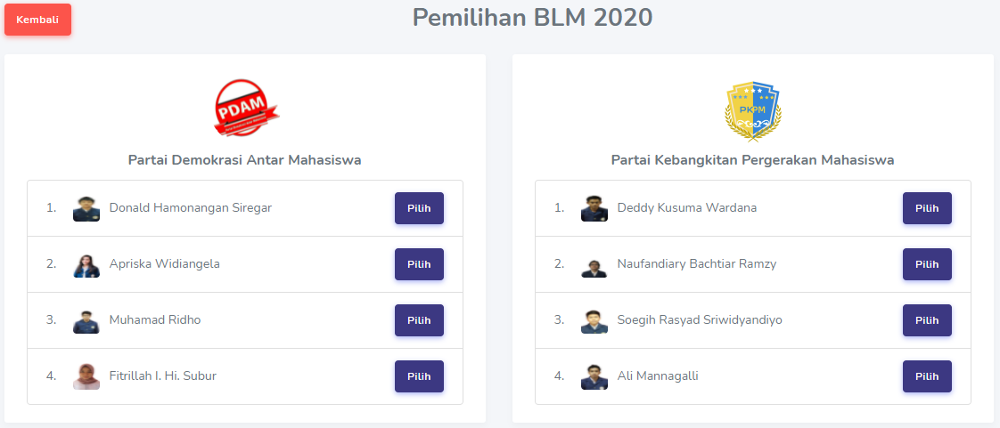 Kembali
Pemilihan BLM 2020
PDAM
Partai Demokrasi Antar Mahasiswa
1. Donald Hamonangan Siregar Pilih
2. Apriska Widiangela Pilih
3. Muhamad Ridho Pilih
4. Fitrillah I. Hi. Subur Pilih
PKPM
Partai Kebangkitan Pergerakan Mahasiswa
1. Deddy Kusuma Wardana Pilih
2. Naufandiary Bachtiar Ramzy Pilih
3. Soegih Rasyad Sriwidyandiyo Pilih
4. Ali Mannagalli Pilih